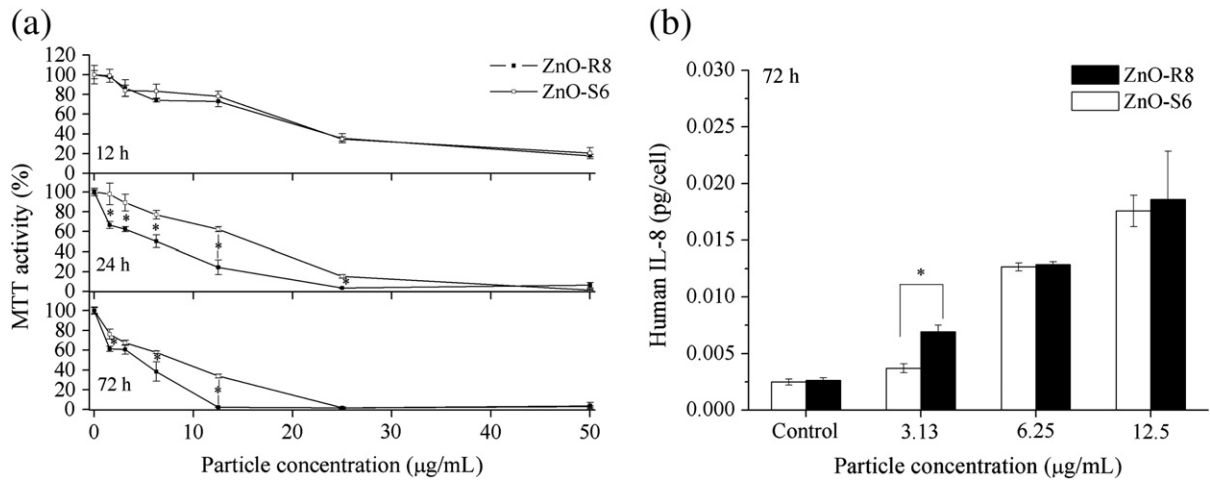 (a)
120
100
80
60
40
20
0
12 h
ZnO-R8
ZnO-S6
100
80
60
40
20
0
24 h
* * * * *
100
80
60
40
20
0
72 h
* * *
0 10 20 30 40 50
MTT activity (%)
Particle concentration (μg/mL)
(b)
72 h
ZnO-R8
ZnO-S6
0.030
0.025
0.020
0.015
0.010
0.005
0.000
*
Control 3.13 6.25 12.5
Human IL-8 (pg/cell)
Particle concentration (μg/mL)